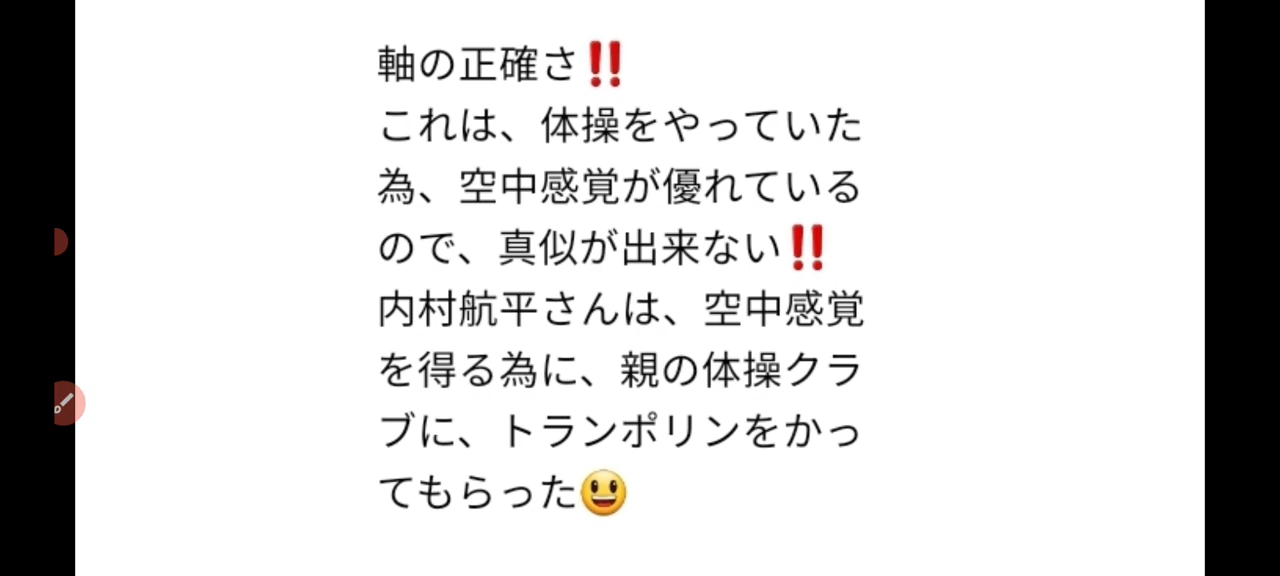 軸の正確さ‼️
これは、体操をやっていた
為、空中感覚が優れている
ので、真似が出来ない‼️
内村航平さんは、空中感覚
を得る為に、親の体操クラ
ブに、トランポリンをかっ
てもらった😃